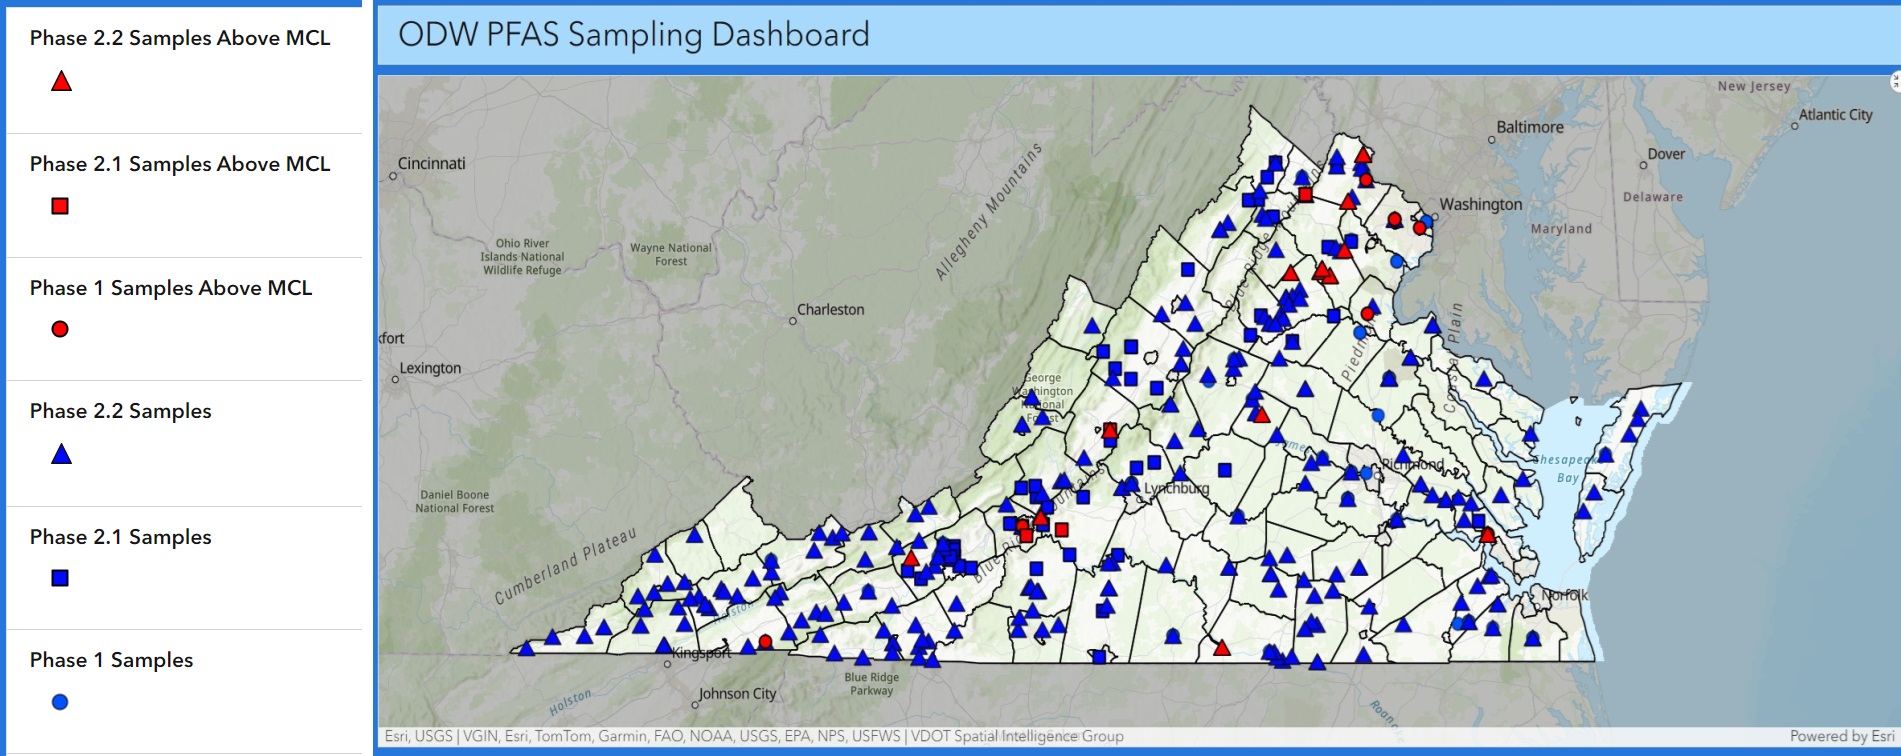 Phase 2.2 Samples Above MCL
Phase 2.1 Samples Above MCL
Phase 1 Samples Above MCL
Phase 2.2 Samples
Phase 2.1 Samples
Phase 1 Samples
ODW PFAS Sampling Dashboard
New Jersey
Atlantic City
Baltimore
Cincinnati
Dover
Allegheny Mountains
Delaware
Washington
Maryland
Ohio River
Islands National
Wildlife Refuge
Wayne National
Forest
Charleston
Coastal Plain
kfort
Lexington
George
Washington
National
Forest
Chesapeake
Bay
Richmond
Lynchburg
Daniel Boone
National Forest
Cumberland Plateau
Norfolk
Holston
Kingsport
Johnson City
Blue Ridge
Parkway
Holston
Esri, USGS | VGIN, Esri, TomTom, Garmin, FAO, NOAA, USGS, EPA, NPS, USFWS | VDOT Spatial Intelligence Group
Powered by Esri